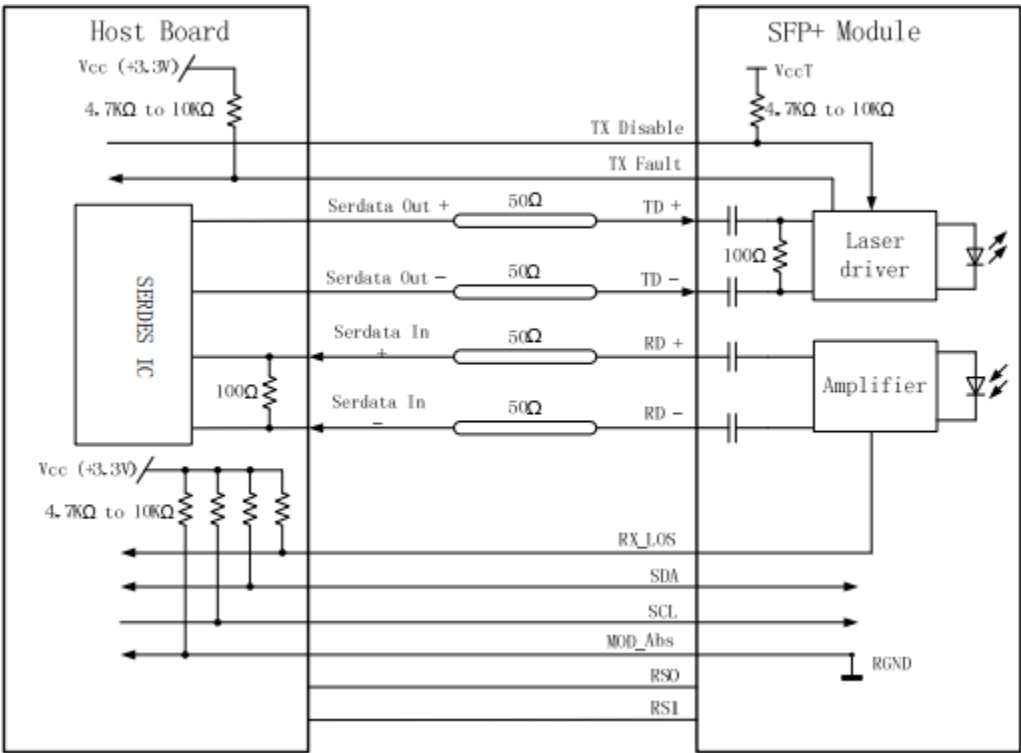 Host Board
SFP+ Module
Vcc (+3.3V)
VccT
4.7KΩ to 10KΩ
4.7KΩ to 10KΩ
TX Disable
TX Fault
Serdata Out +
50Ω
TD +
100Ω
Laser
driver
Serdata Out −
50Ω
TD −
SERDES IC
Serdata In
+
50Ω
RD +
100Ω
Amplifier
Serdata In
−
50Ω
RD −
Vcc (+3.3V)
4.7KΩ to 10KΩ
RX_LOS
SDA
SCL
MOD_Abs
RGND
RS0
RS1